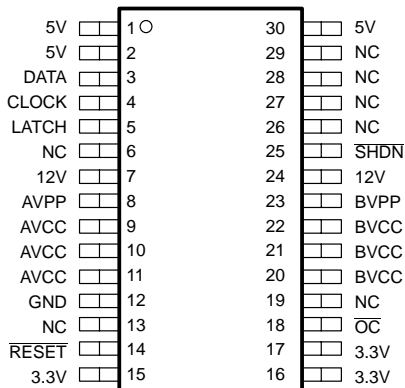 5V 1 30 5V
5V 2 29 NC
DATA 3 28 NC
CLOCK 4 27 NC
LATCH 5 26 NC
NC 6 25 SHDN
12V 7 24 12V
AVPP 8 23 BVPP
AVCC 9 22 BVCC
AVCC 10 21 BVCC
AVCC 11 20 BVCC
GND 12 19 NC
NC 13 18 OC
RESET 14 17 3.3V
3.3V 15 16 3.3V